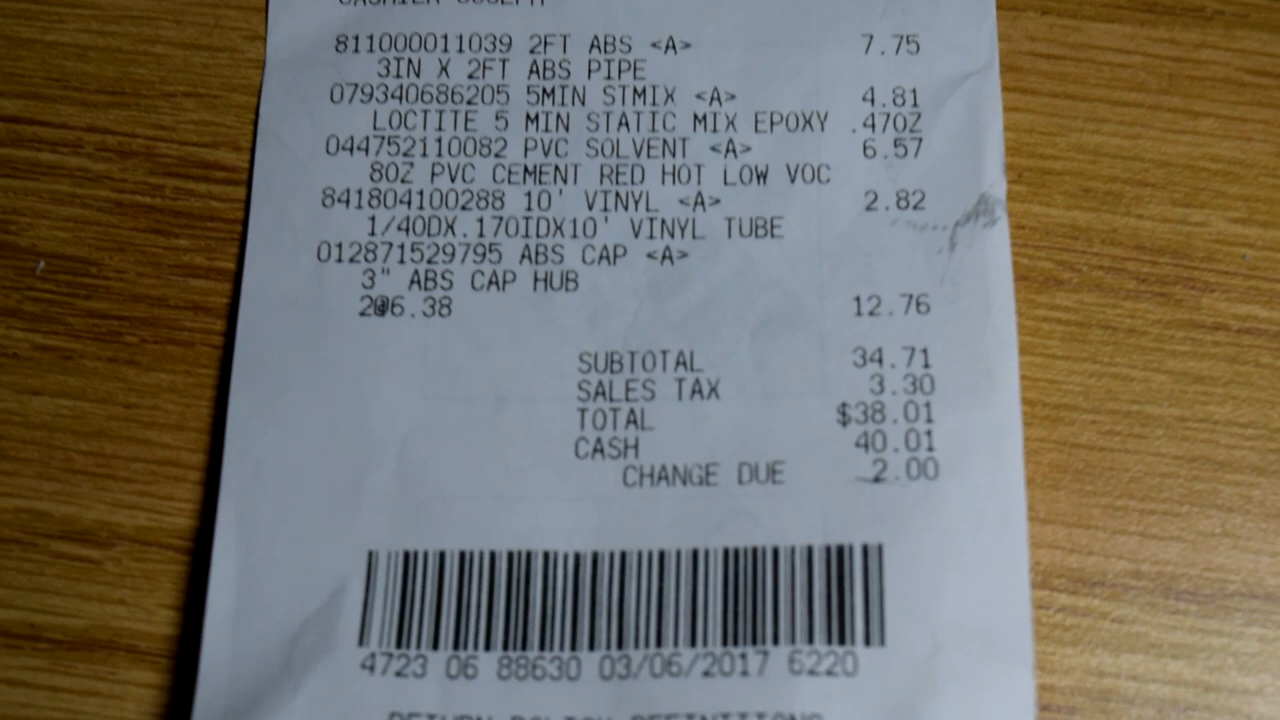 811000011039 2FT ABS <A> 7.75
3IN X 2FT ABS PIPE
079340686205 5MIN STMIX <A> 4.81
LOCTITE 5 MIN STATIC MIX EPOXY .47OZ
044752110082 PVC SOLVENT <A> 6.57
8OZ PVC CEMENT RED HOT LOW VOC
841804100288 10' VINYL <A> 2.82
1/4ODX.170IDX10' VINYL TUBE
012871529795 ABS CAP <A>
3" ABS CAP HUB
2@6.38 12.76
SUBTOTAL 34.71
SALES TAX 3.30
TOTAL $38.01
CASH 40.01
CHANGE DUE 2.00
4723 06 88630 03/06/2017 6220